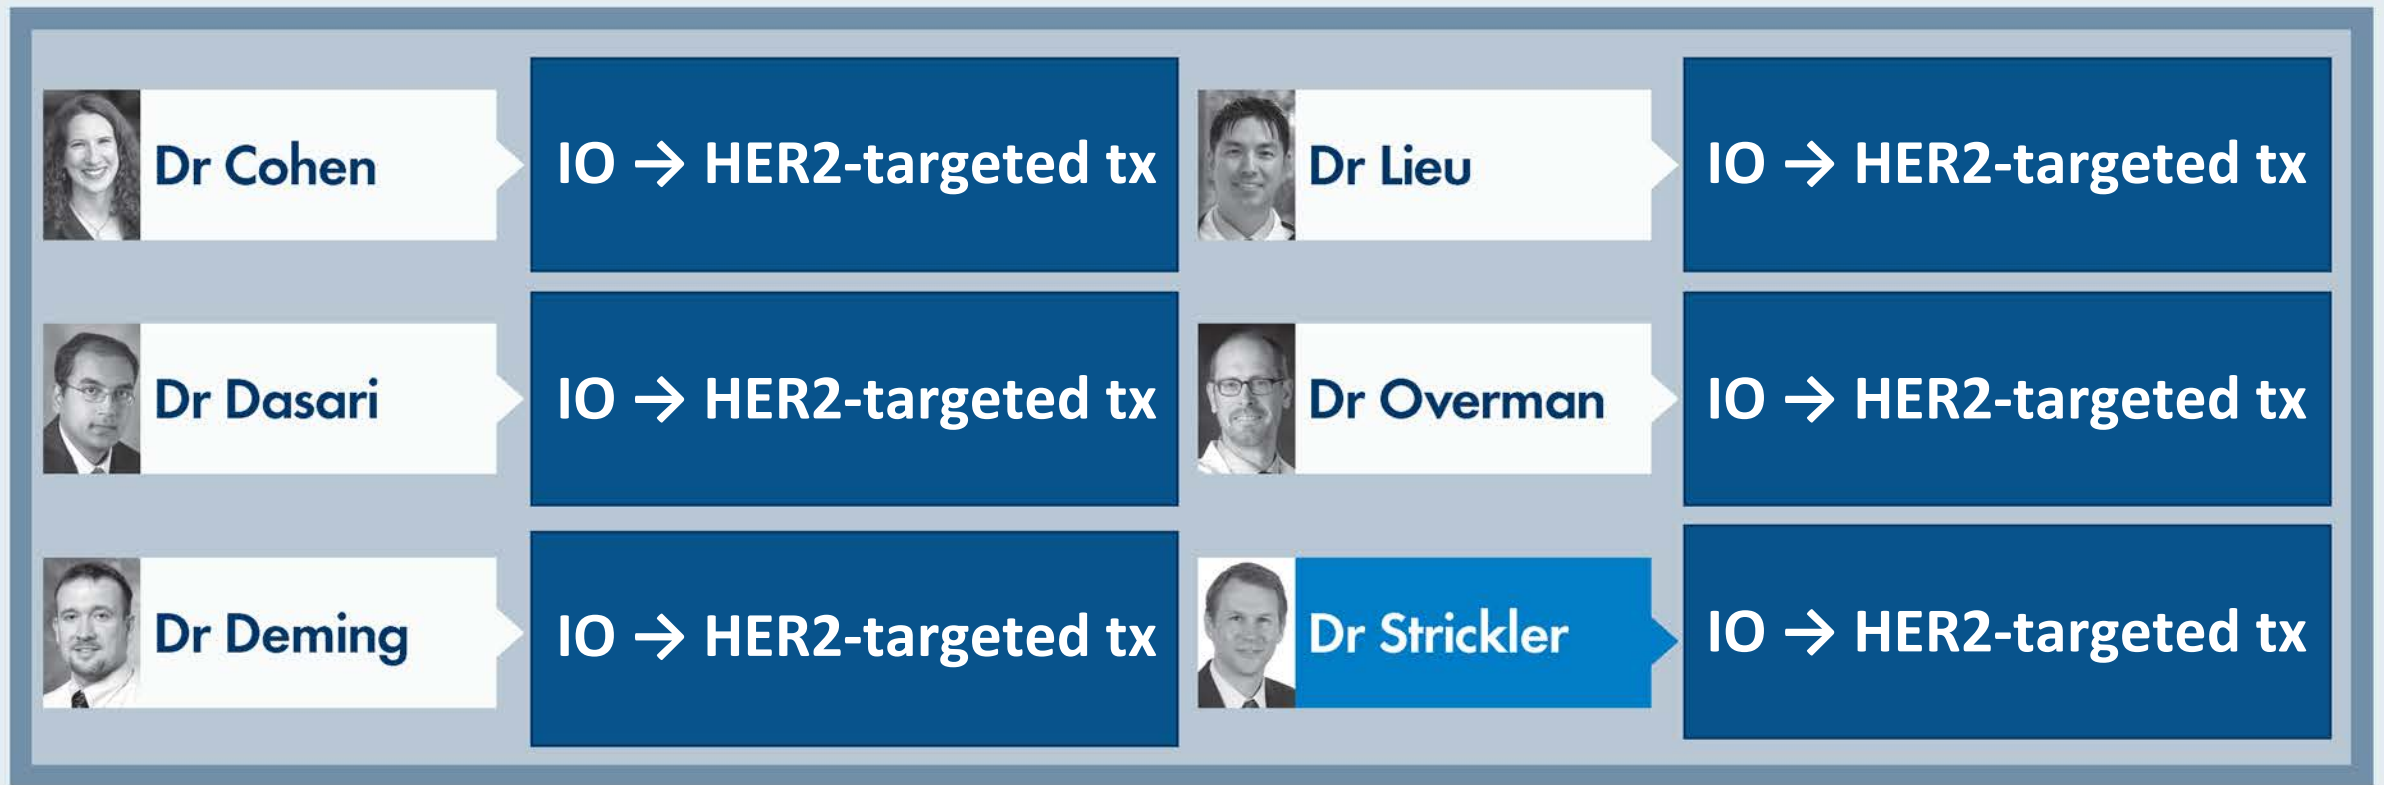 Dr Cohen
IO → HER2-targeted tx
Dr Lieu
IO → HER2-targeted tx
Dr Dasari
IO → HER2-targeted tx
Dr Overman
IO → HER2-targeted tx
Dr Deming
IO → HER2-targeted tx
Dr Strickler
IO → HER2-targeted tx